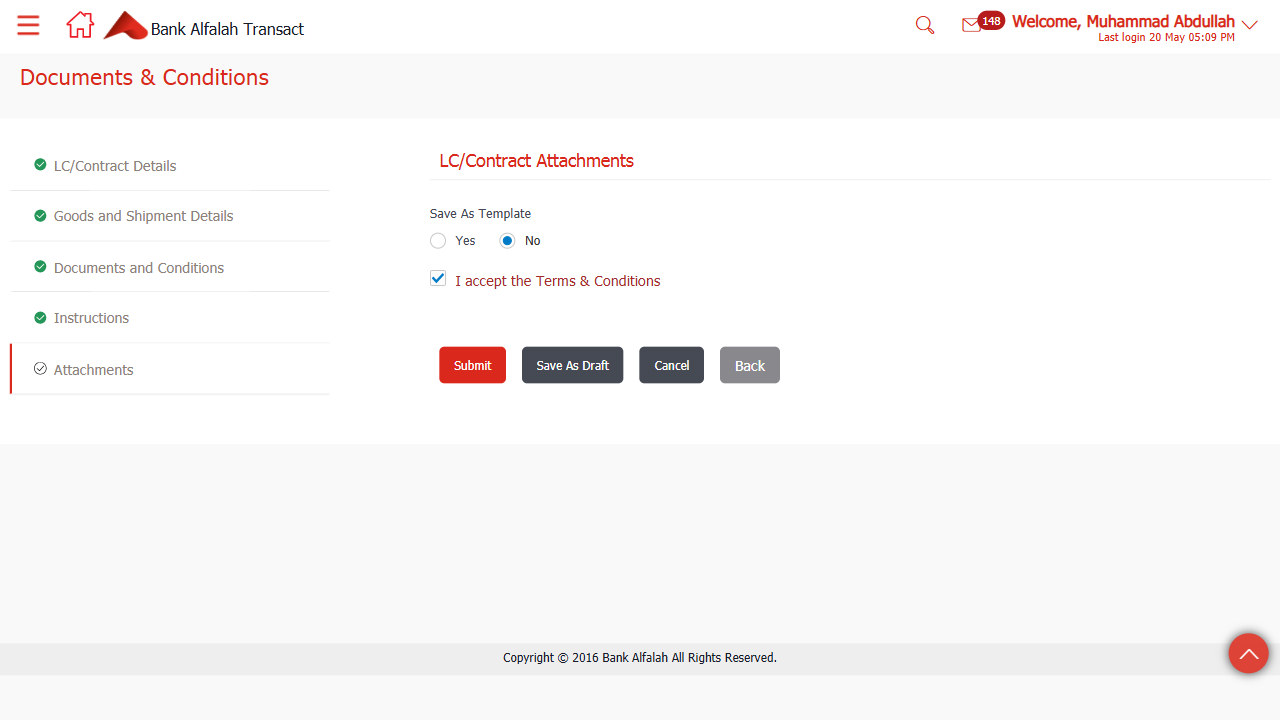 Bank Alfalah Transact
148
Welcome, Muhammad Abdullah
Last login 20 May 05:09 PM
Documents & Conditions
LC/Contract Details
Goods and Shipment Details
Documents and Conditions
Instructions
Attachments
LC/Contract Attachments
Save As Template
Yes No
I accept the Terms & Conditions
Submit Save As Draft Cancel Back
Copyright © 2016 Bank Alfalah All Rights Reserved.